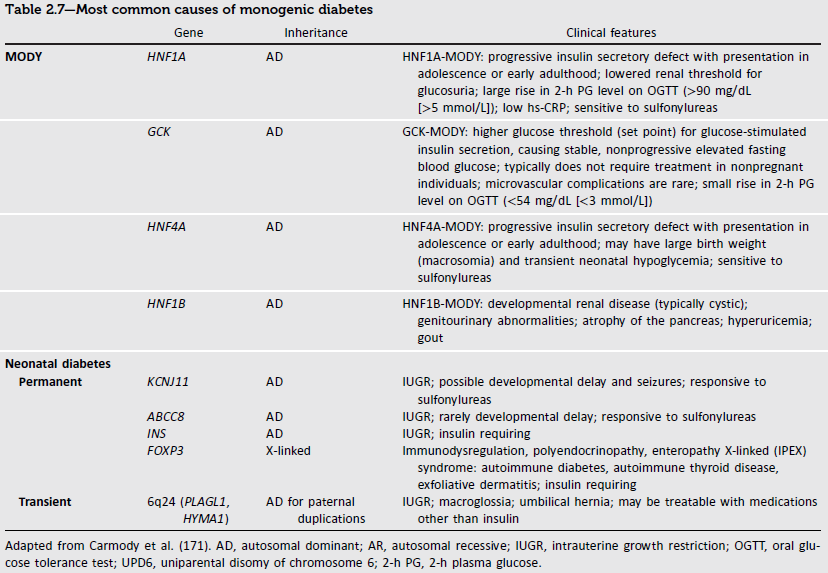 Table 2.7—Most common causes of monogenic diabetes
Gene Inheritance Clinical features
MODY HNF1A AD HNF1A-MODY: progressive insulin secretory defect with presentation in
adolescence or early adulthood; lowered renal threshold for
glucosuria; large rise in 2-h PG level on OGTT (>90 mg/dL
[>5 mmol/L]); low hs-CRP; sensitive to sulfonylureas
GCK AD GCK-MODY: higher glucose threshold (set point) for glucose-stimulated
insulin secretion, causing stable, nonprogressive elevated fasting
blood glucose; typically does not require treatment in nonpregnant
individuals; microvascular complications are rare; small rise in 2-h PG
level on OGTT (<54 mg/dL [<3 mmol/L])
HNF4A AD HNF4A-MODY: progressive insulin secretory defect with presentation in
adolescence or early adulthood; may have large birth weight
(macrosomia) and transient neonatal hypoglycemia; sensitive to
sulfonylureas
HNF1B AD HNF1B-MODY: developmental renal disease (typically cystic);
genitourinary abnormalities; atrophy of the pancreas; hyperuricemia;
gout
Neonatal diabetes
Permanent KCNJ11 AD IUGR; possible developmental delay and seizures; responsive to
sulfonylureas
ABCC8 AD IUGR; rarely developmental delay; responsive to sulfonylureas
INS AD IUGR; insulin requiring
FOXP3 X-linked Immunodysregulation, polyendocrinopathy, enteropathy X-linked (IPEX)
syndrome: autoimmune diabetes, autoimmune thyroid disease,
exfoliative dermatitis; insulin requiring
Transient 6q24 (PLAGL1, AD for paternal IUGR; macroglossia; umbilical hernia; may be treatable with medications
HYMA1) duplications other than insulin
Adapted from Carmody et al. (171). AD, autosomal dominant; AR, autosomal recessive; IUGR, intrauterine growth restriction; OGTT, oral glu-
cose tolerance test; UPD6, uniparental disomy of chromosome 6; 2-h PG, 2-h plasma glucose.